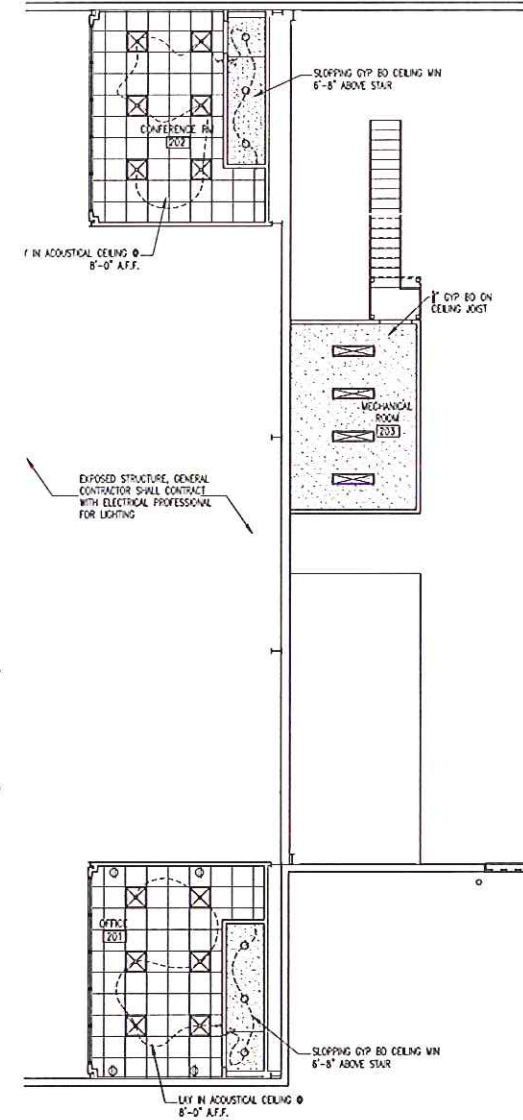 SLOPPING GYP BD CEILING MIN
6'-8" ABOVE STAIR
CONFERENCE RM
202
IN ACOUSTICAL CEILING @
8'-0" A.F.F.
GYP BD ON
CEILING JOIST
MECHANICAL
ROOM
203
EXPOSED STRUCTURE, GENERAL
CONTRACTOR SHALL CONTRACT
WITH ELECTRICAL PROFESSIONAL
FOR LIGHTING
OFFICE
201
SLOPPING GYP BD CEILING MIN
6'-8" ABOVE STAIR
LAY IN ACOUSTICAL CEILING @
8'-0" A.F.F.